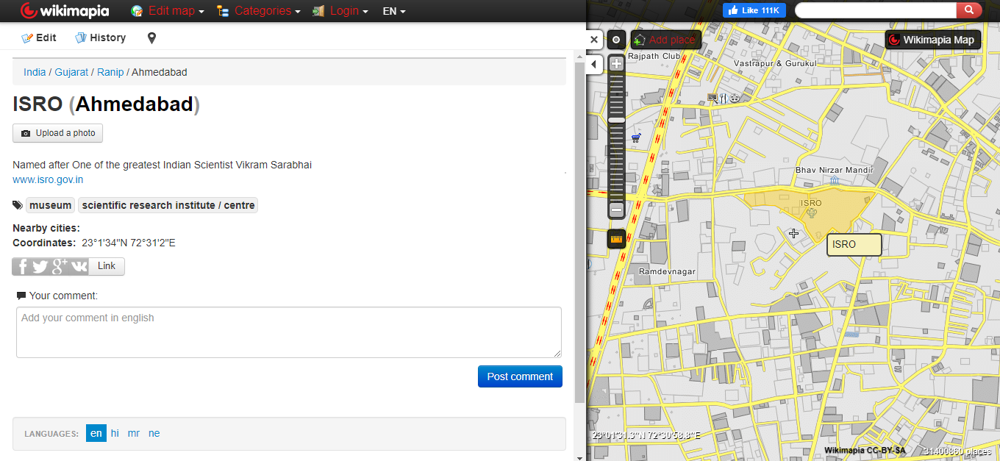 wikimapia Edit map Categories Login EN Like 111K
Edit History
Add place Wikimapia Map
India / Gujarat / Ranip / Ahmedabad
ISRO (Ahmedabad)
Upload a photo
Named after One of the greatest Indian Scientist Vikram Sarabhai
www.isro.gov.in
museum scientific research institute / centre
Nearby cities:
Coordinates: 23°1'34"N 72°31'2"E
Link
Your comment:
Add your comment in english
Post comment
LANGUAGES: en hi mr ne
Rajpath Club
Vastrapur & Gurukul
Bhav Nirzar Mandir
ISRO
ISRO
Ramdevnagar
23°01'31.3"N 72°30'58.8"E
Wikimapia CC-BY-SA 31400860 places